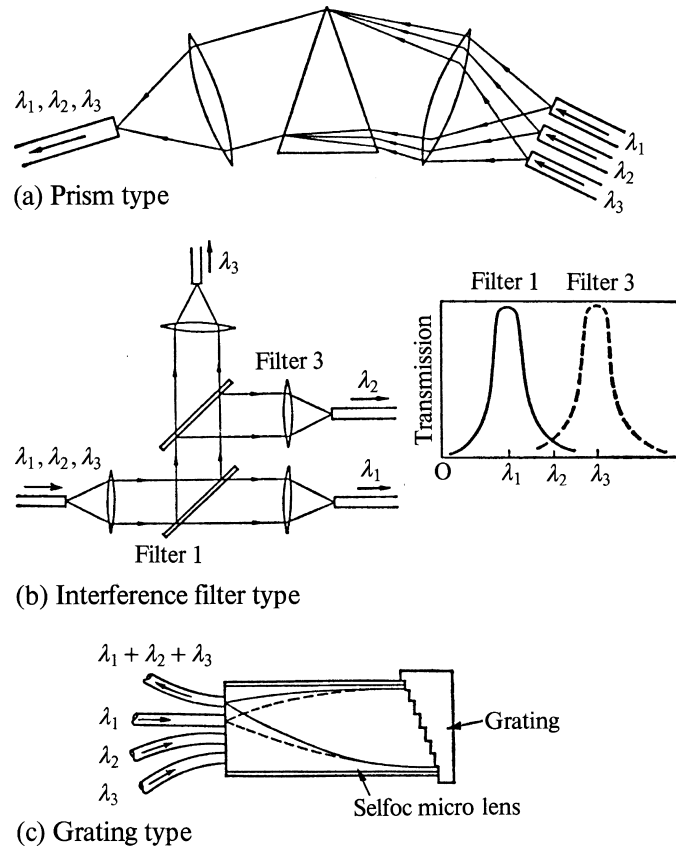 λ₁, λ₂, λ₃
λ₁
λ₂
λ₃
(a) Prism type
λ₃
Filter 3
λ₂
λ₁, λ₂, λ₃
λ₁
Filter 1
Filter 1 Filter 3
Transmission
O λ₁ λ₂ λ₃
(b) Interference filter type
λ₁ + λ₂ + λ₃
λ₁
λ₂
λ₃
Grating
Selfoc micro lens
(c) Grating type